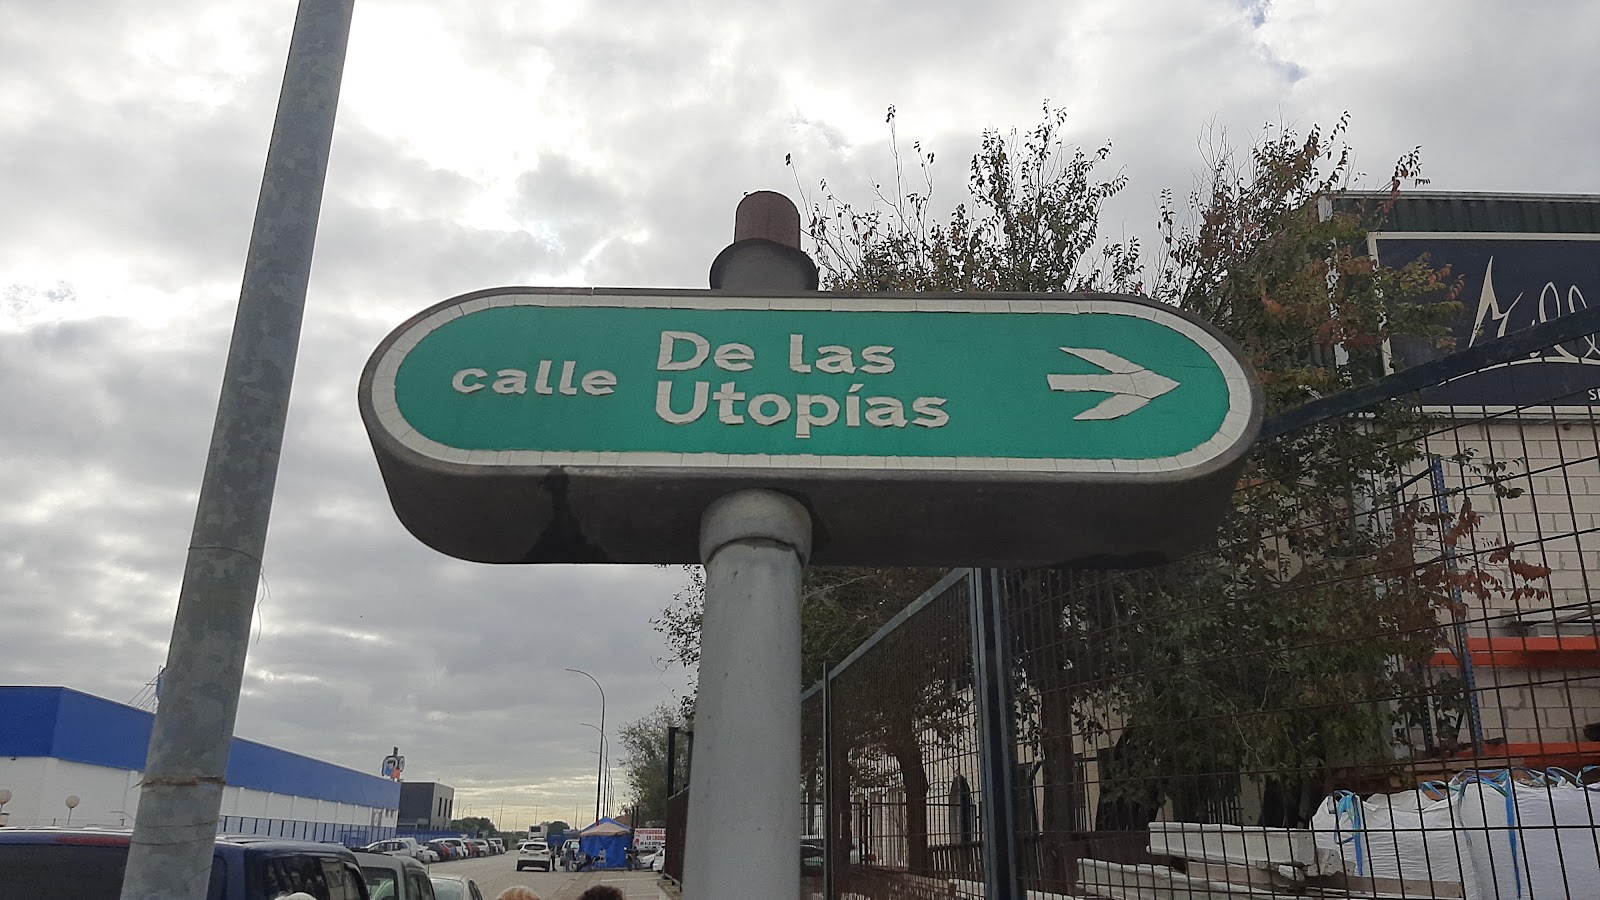 calle
De las
Utopías